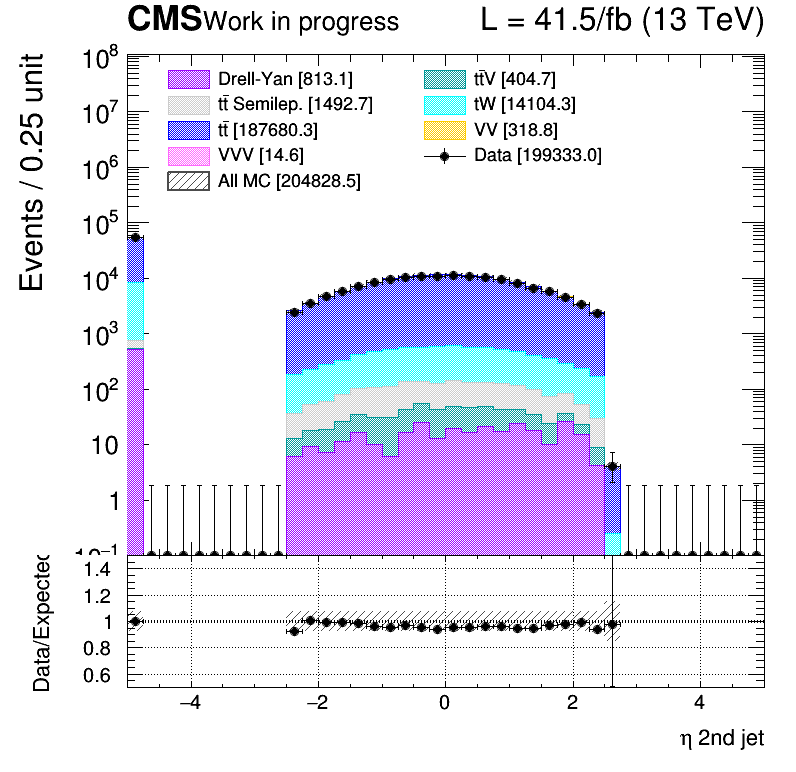 CMS Work in progress L = 41.5/fb (13 TeV)
Events / 0.25 unit
10⁸
10⁷
10⁶
10⁵
10⁴
10³
10²
10
1
10⁻¹
Drell-Yan [813.1]
tt̄ Semilep. [1492.7]
tt̄ [187680.3]
VVV [14.6]
All MC [204828.5]
tt̄V [404.7]
tW [14104.3]
VV [318.8]
Data [199333.0]
Data/Expected
1.4
1.2
1
0.8
0.6
−4 −2 0 2 4
η 2nd jet